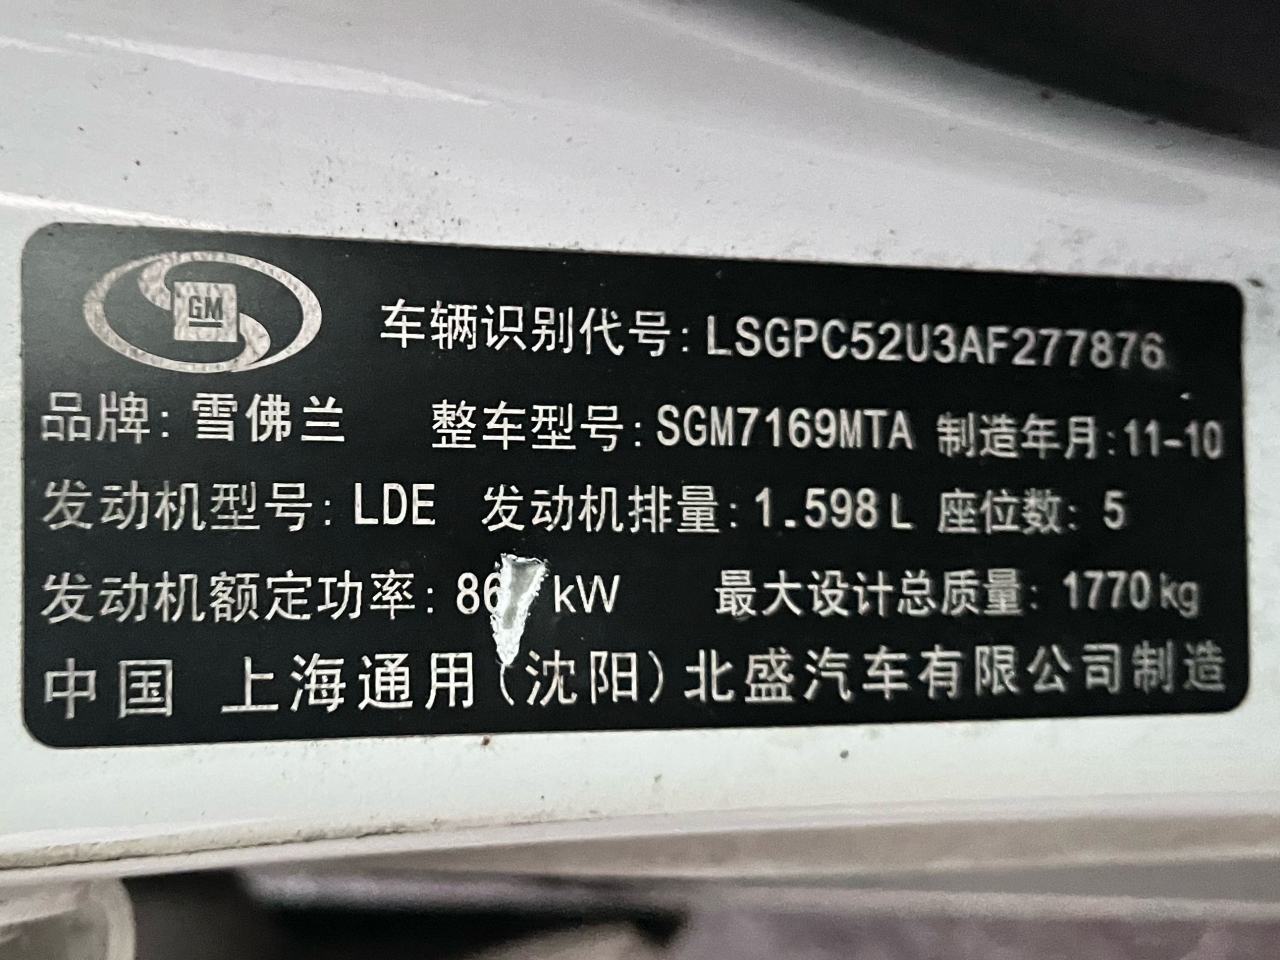 GM
车辆识别代号: LSGPC52U3AF277876
品牌: 雪佛兰 整车型号: SGM7169MTA 制造年月: 11-10
发动机型号: LDE 发动机排量: 1.598L 座位数: 5
发动机额定功率: 86 kW 最大设计总质量: 1770kg
中国 上海通用(沈阳)北盛汽车有限公司制造